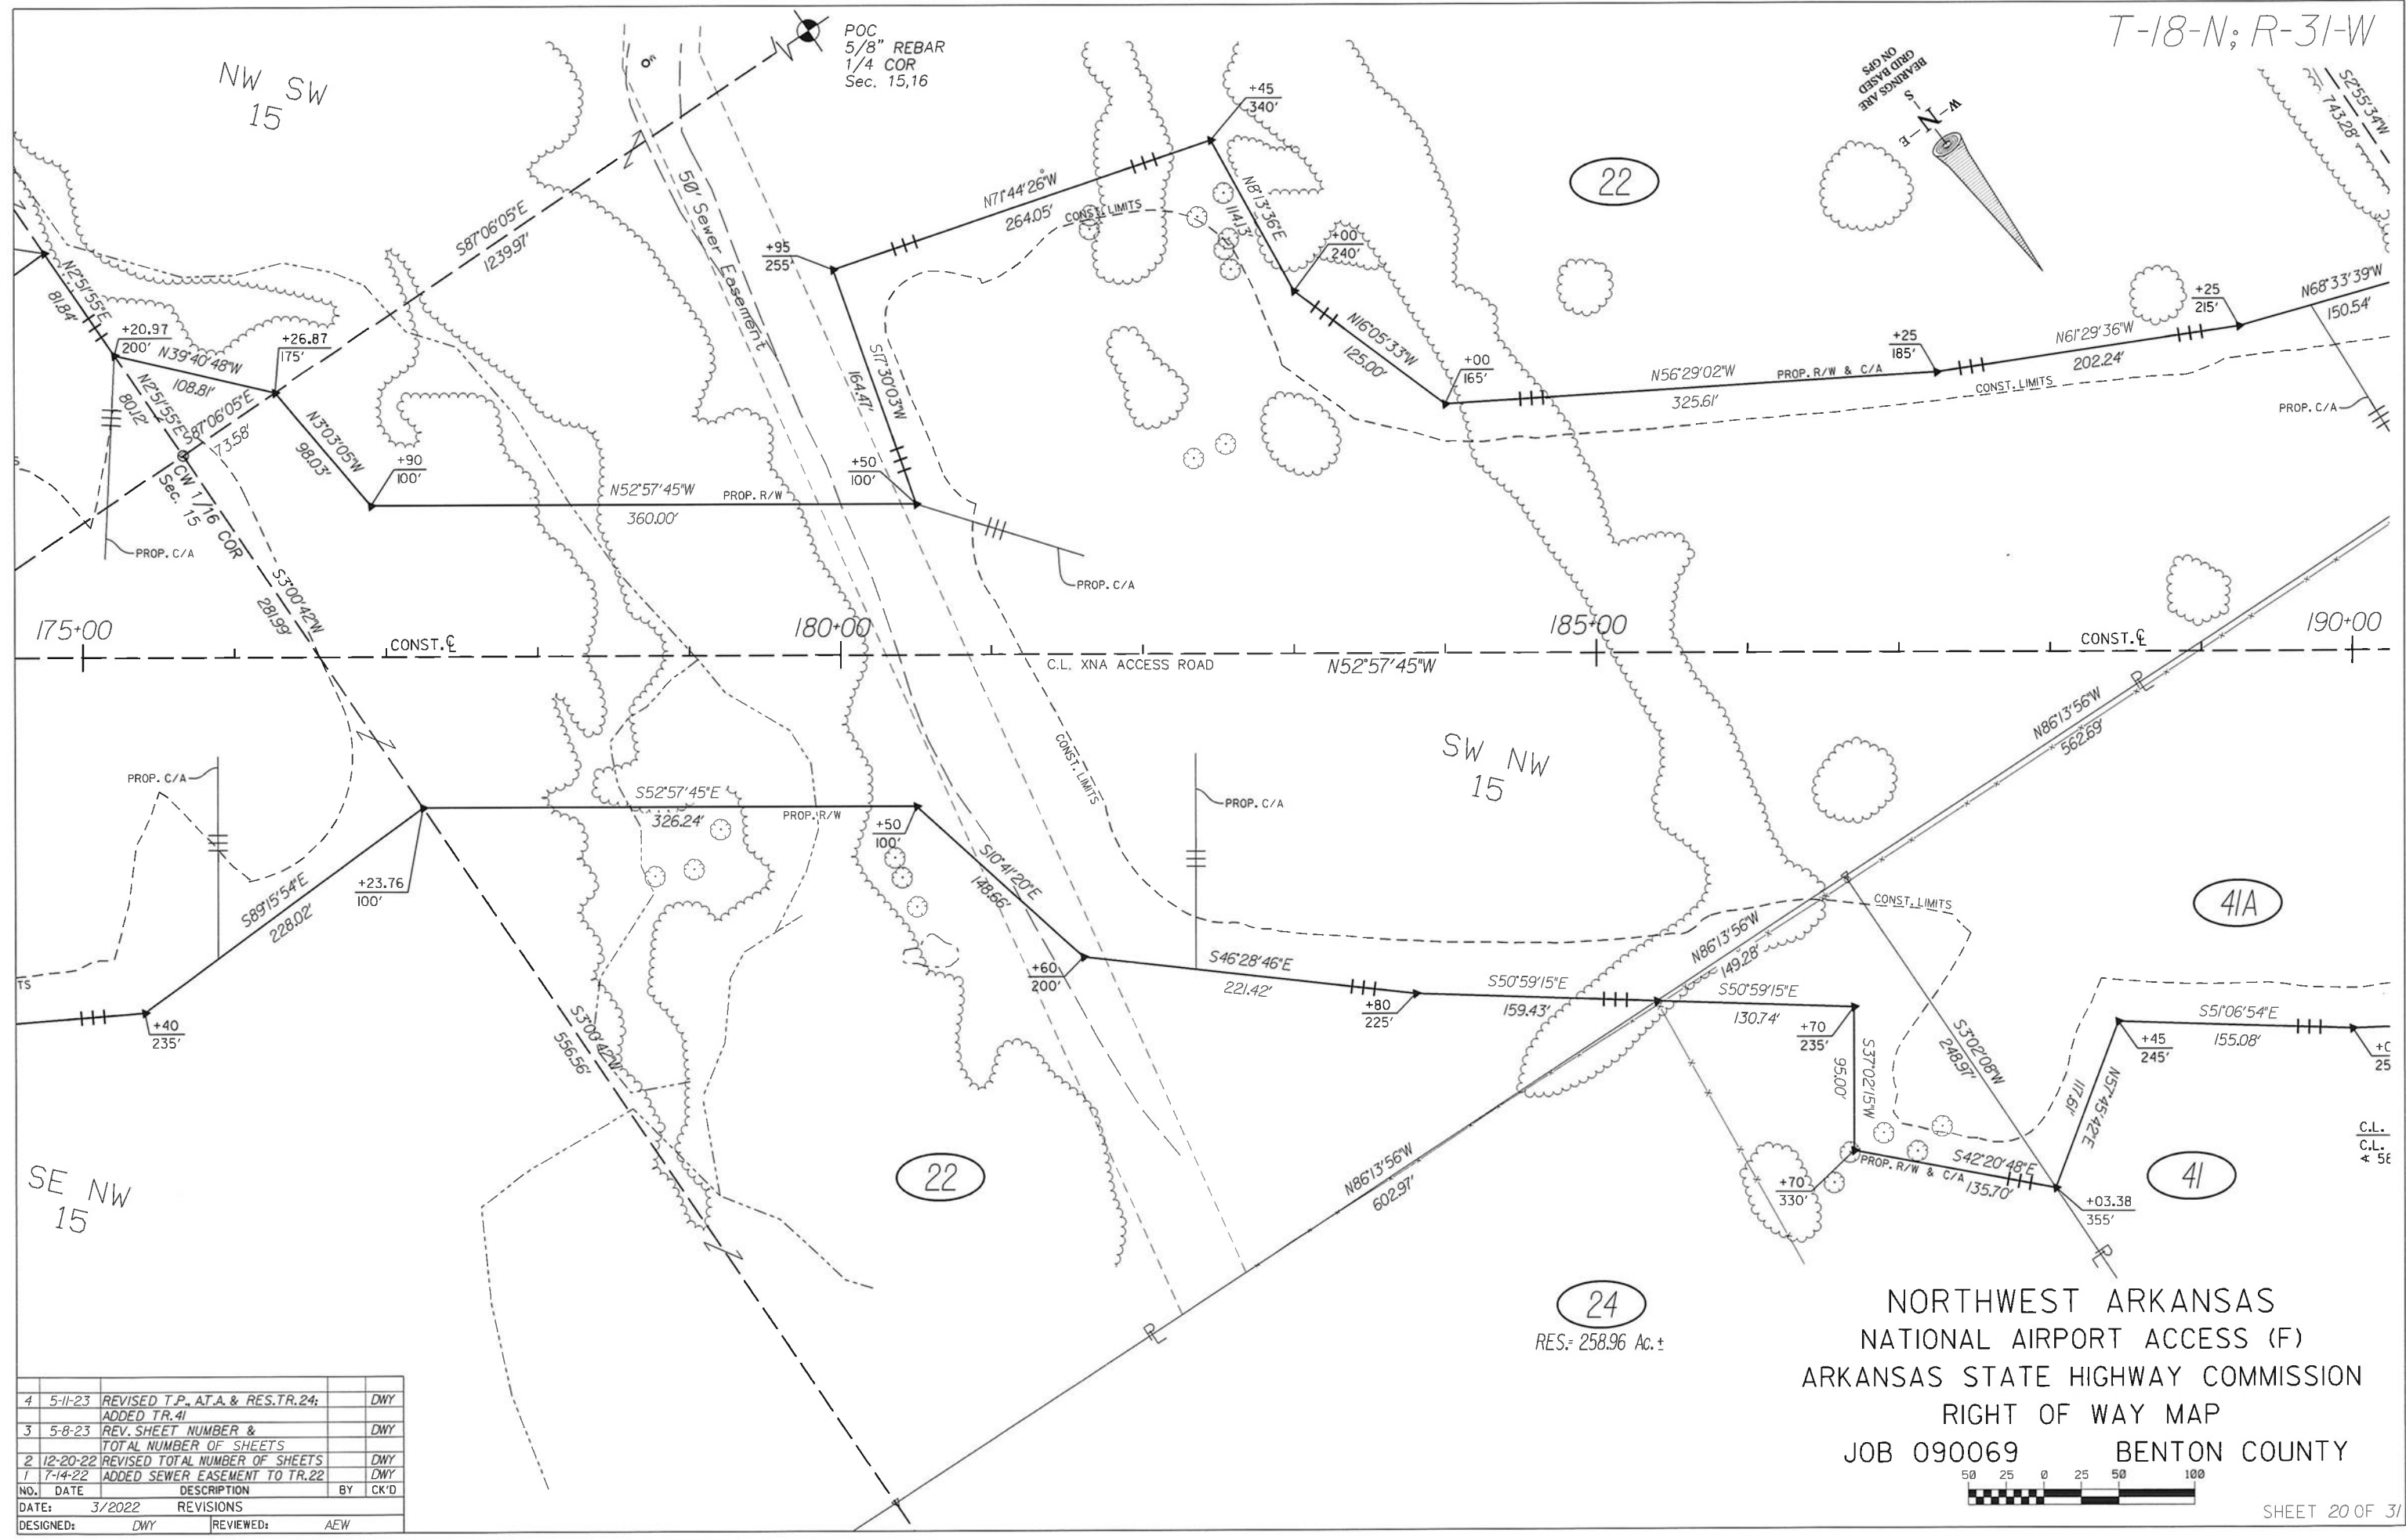 T-18-N; R-31-W
POC
5/8" REBAR
1/4 COR
Sec. 15,16
NW SW
15
BEARINGS ARE
GRID BASED
ON GPS
S
W
N
E
S2°55'34"W
743.28'
+45
340'
22
50' Sewer Easement
S87°06'05"E
1239.97'
N71°44'26"W
264.05'
CONST. LIMITS
N8°13'36"E
114.13'
+95
255'
+00
240'
N2°51'55"E
81.84'
+20.97
200'
N39°40'48"W
108.81'
+26.87
175'
S17°30'03"W
164.47'
N16°05'33"W
125.00'
+00
165'
N56°29'02"W
325.61'
PROP. R/W & C/A
+25
185'
N61°29'36"W
202.24'
CONST. LIMITS
+25
215'
N68°33'39"W
150.54'
PROP. C/A
N2°51'55"E
80.12'
S87°06'05"E
73.58'
N3°03'05"W
98.03'
+90
100'
+50
100'
N52°57'45"W
360.00'
PROP. R/W
CW 1/16 COR
Sec. 15
PROP. C/A
PROP. C/A
S3°00'42"W
281.99'
175+00
180+00
185+00
190+00
CONST. ℄
C.L. XNA ACCESS ROAD
N52°57'45"W
CONST. ℄
PL
N86°13'56"W
562.69'
PROP. C/A
CONST. LIMITS
SW NW
15
PROP. C/A
S52°57'45"E
326.24'
PROP. R/W
+50
100'
S10°41'20"E
148.66'
+23.76
100'
S89°15'54"E
228.02'
TS
+40
235'
+60
200'
S46°28'46"E
221.42'
+80
225'
S50°59'15"E
159.43'
N86°13'56"W
149.28'
S50°59'15"E
130.74'
+70
235'
CONST. LIMITS
41A
S3°02'08"W
248.97'
S37°02'15"W
95.00'
+45
245'
S51°06'54"E
155.08'
N57°45'42"E
117.61'
S3°00'42"W
556.56'
SE NW
15
22
N86°13'56"W
602.97'
+70
330'
PROP. R/W & C/A
S42°20'48"E
135.70'
+03.38
355'
41
C.L.
C.L.
PL
PL
24
RES.= 258.96 Ac.±
NORTHWEST ARKANSAS
NATIONAL AIRPORT ACCESS (F)
ARKANSAS STATE HIGHWAY COMMISSION
RIGHT OF WAY MAP
JOB 090069 BENTON COUNTY
50 25 0 25 50 100
SHEET 20 OF 31
4 5-11-23 REVISED T.P., A.T.A. & RES.TR.24; DWY
ADDED TR.41
3 5-8-23 REV. SHEET NUMBER & DWY
TOTAL NUMBER OF SHEETS
2 12-20-22 REVISED TOTAL NUMBER OF SHEETS DWY
1 7-14-22 ADDED SEWER EASEMENT TO TR.22 DWY
NO. DATE DESCRIPTION BY CK'D
DATE: 3/2022 REVISIONS
DESIGNED: DWY REVIEWED: AEW